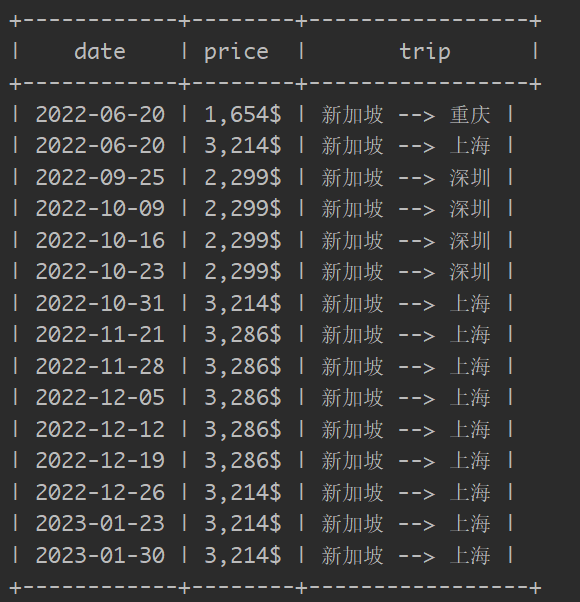 +------------+--------+-----------------+
|    date    | price  |       trip      |
+------------+--------+-----------------+
| 2022-06-20 | 1,654$ | 新加坡 --> 重庆 |
| 2022-06-20 | 3,214$ | 新加坡 --> 上海 |
| 2022-09-25 | 2,299$ | 新加坡 --> 深圳 |
| 2022-10-09 | 2,299$ | 新加坡 --> 深圳 |
| 2022-10-16 | 2,299$ | 新加坡 --> 深圳 |
| 2022-10-23 | 2,299$ | 新加坡 --> 深圳 |
| 2022-10-31 | 3,214$ | 新加坡 --> 上海 |
| 2022-11-21 | 3,286$ | 新加坡 --> 上海 |
| 2022-11-28 | 3,286$ | 新加坡 --> 上海 |
| 2022-12-05 | 3,286$ | 新加坡 --> 上海 |
| 2022-12-12 | 3,286$ | 新加坡 --> 上海 |
| 2022-12-19 | 3,286$ | 新加坡 --> 上海 |
| 2022-12-26 | 3,214$ | 新加坡 --> 上海 |
| 2023-01-23 | 3,214$ | 新加坡 --> 上海 |
| 2023-01-30 | 3,214$ | 新加坡 --> 上海 |
+------------+--------+-----------------+